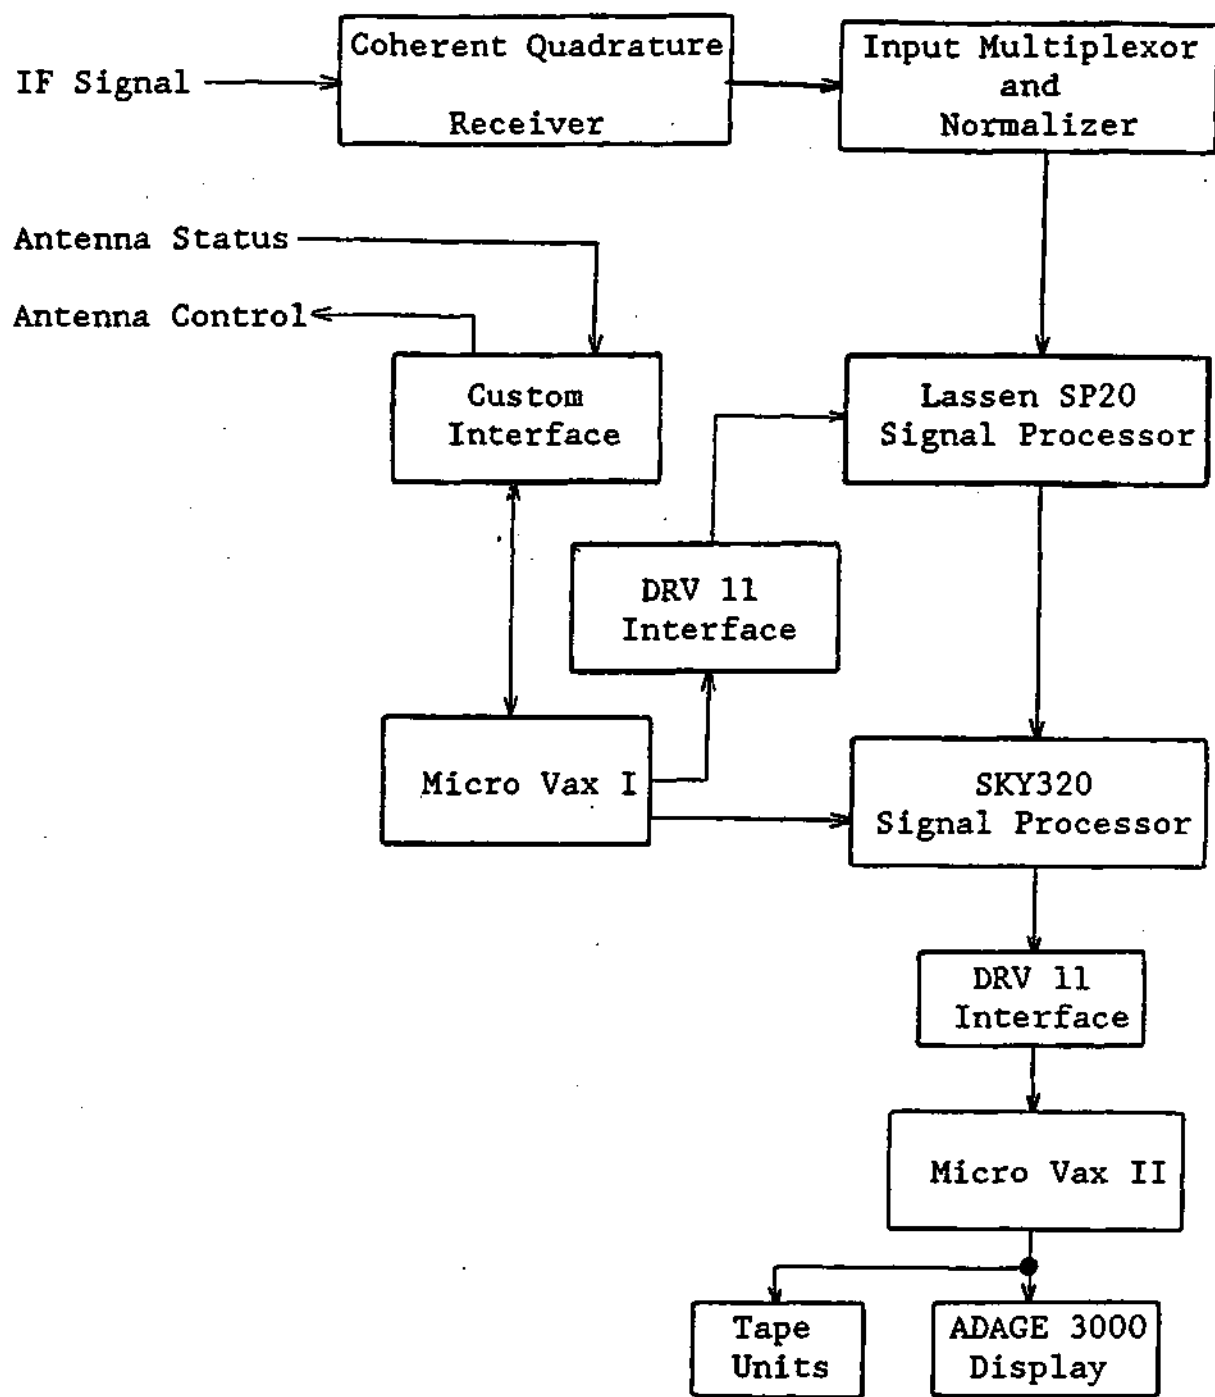 Coherent Quadrature
Receiver
Input Multiplexor
and
Normalizer
IF Signal
Antenna Status
Antenna Control
Custom
Interface
Lassen SP20
Signal Processor
DRV 11
Interface
Micro Vax I
SKY320
Signal Processor
DRV 11
Interface
Micro Vax II
Tape
Units
ADAGE 3000
Display